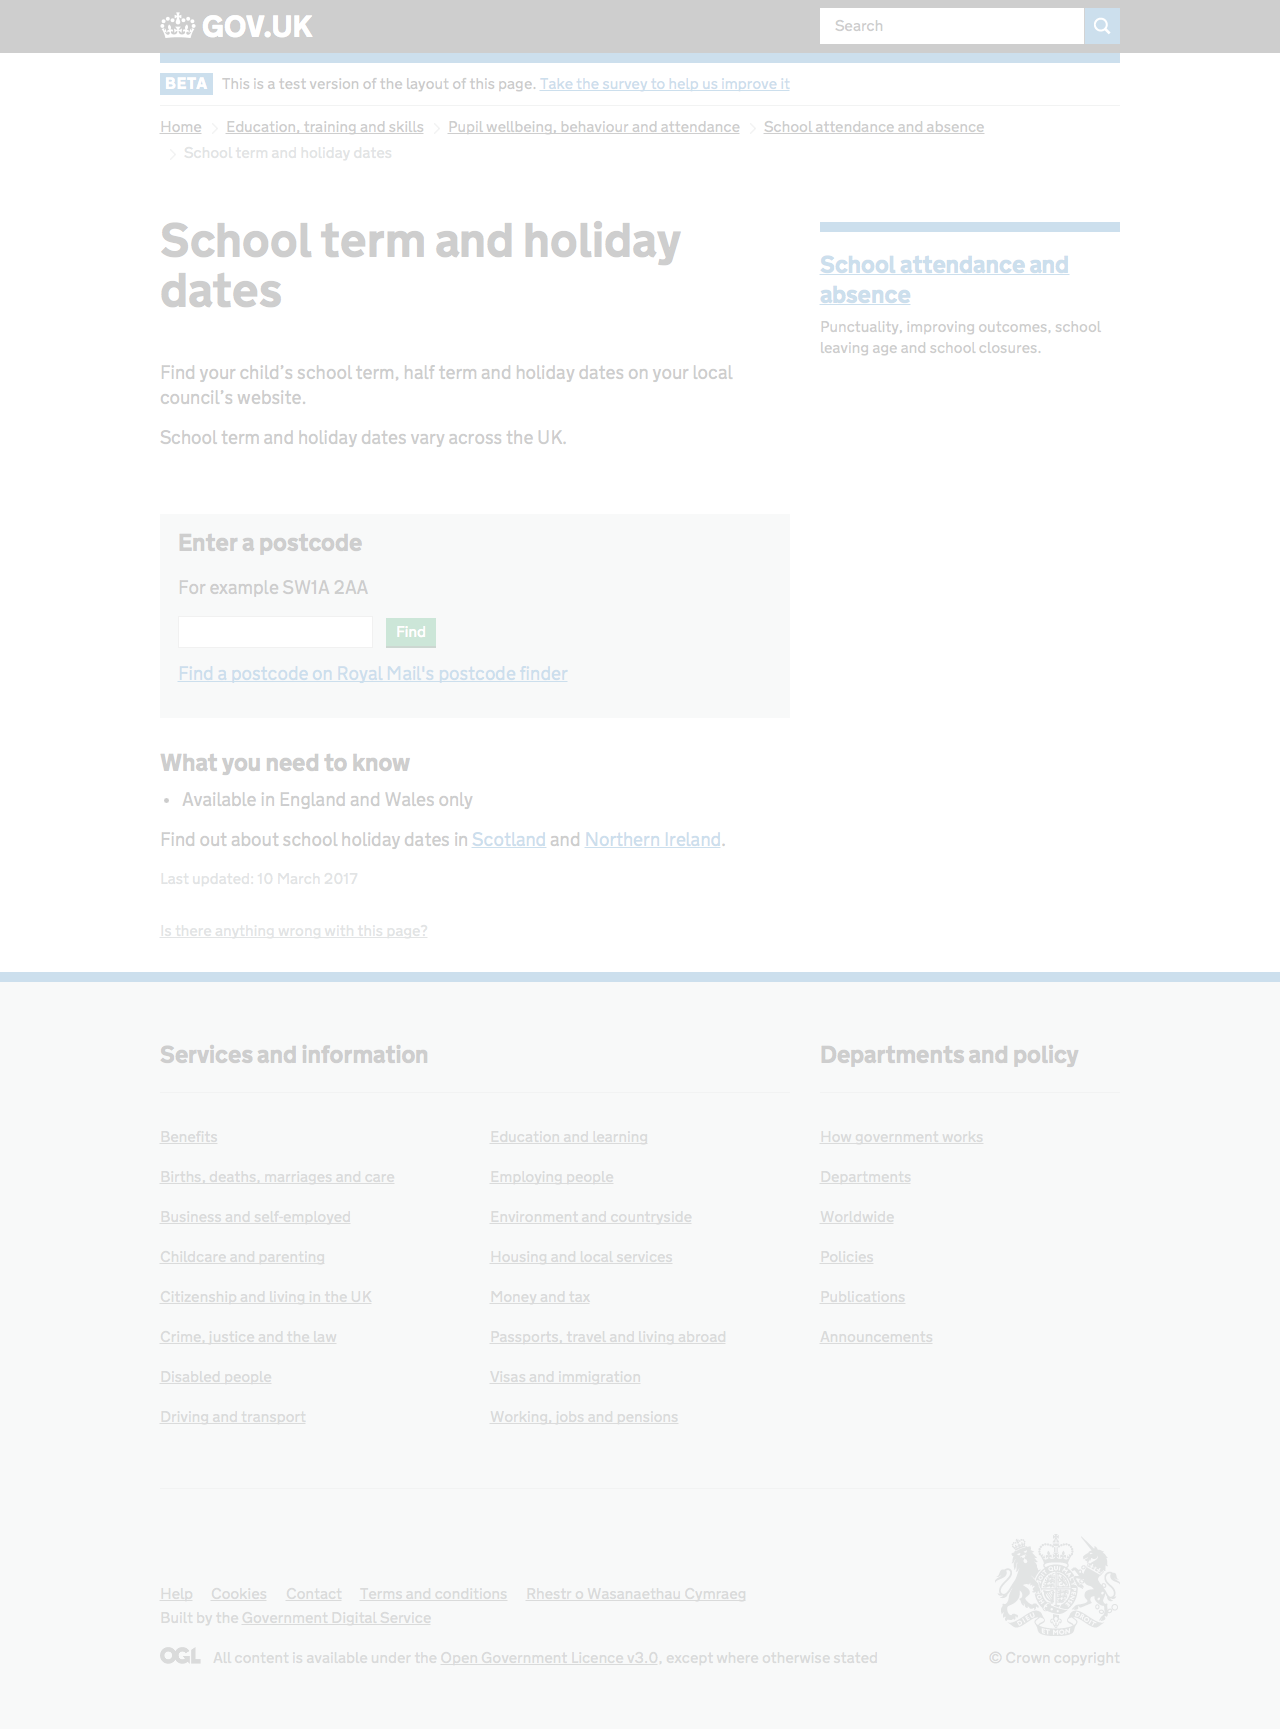 GOV.UK
Search
BETA This is a test version of the layout of this page. Take the survey to help us improve it
Home Education, training and skills Pupil wellbeing, behaviour and attendance School attendance and absence
School term and holiday dates
School term and holiday
dates
School attendance and
absence
Punctuality, improving outcomes, school
leaving age and school closures.
Find your child’s school term, half term and holiday dates on your local
council’s website.
School term and holiday dates vary across the UK.
Enter a postcode
For example SW1A 2AA
Find
Find a postcode on Royal Mail's postcode finder
What you need to know
• Available in England and Wales only
Find out about school holiday dates in Scotland and Northern Ireland.
Last updated: 10 March 2017
Is there anything wrong with this page?
Services and information
Benefits
Births, deaths, marriages and care
Business and self-employed
Childcare and parenting
Citizenship and living in the UK
Crime, justice and the law
Disabled people
Driving and transport
Education and learning
Employing people
Environment and countryside
Housing and local services
Money and tax
Passports, travel and living abroad
Visas and immigration
Working, jobs and pensions
Departments and policy
How government works
Departments
Worldwide
Policies
Publications
Announcements
Help Cookies Contact Terms and conditions Rhestr o Wasanaethau Cymraeg
Built by the Government Digital Service
OGL All content is available under the Open Government Licence v3.0, except where otherwise stated
© Crown copyright